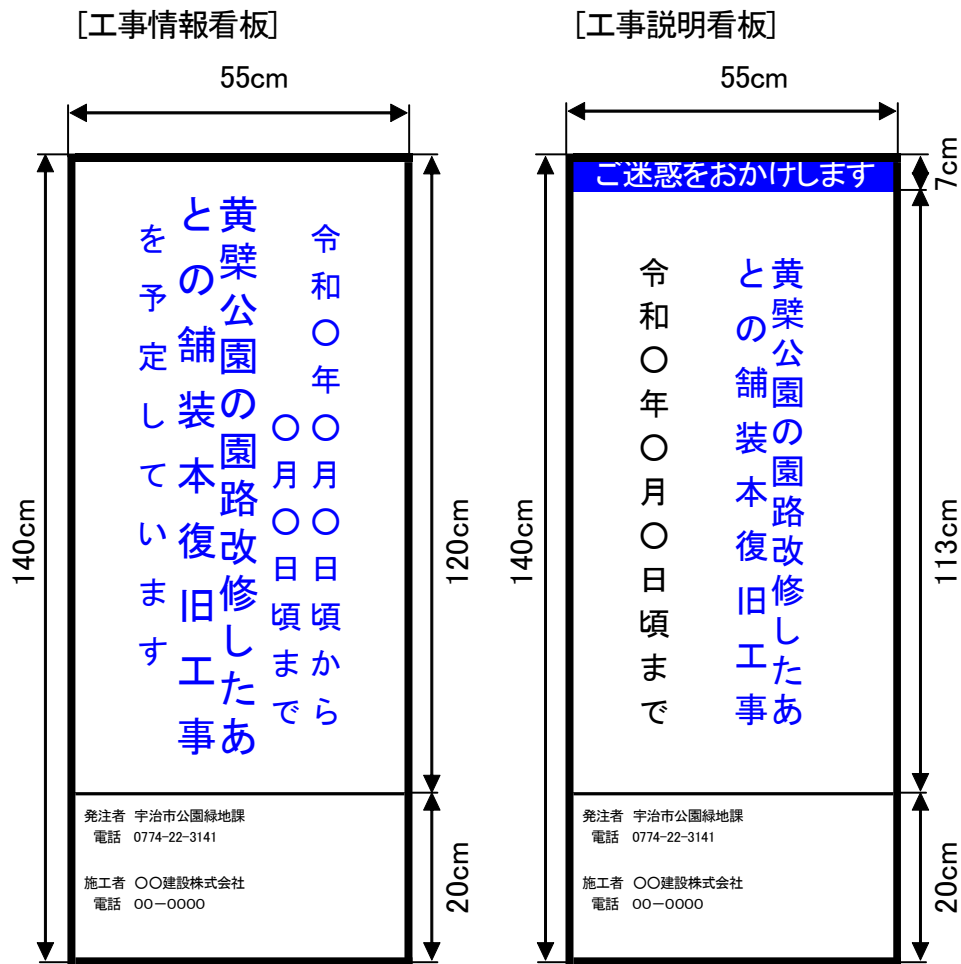 [工事情報看板]
55cm
140cm
令和〇年〇月〇日頃から
〇月〇日頃まで
黄檗公園の園路改修したあ
との舗装本復旧工事
を予定しています
120cm
発注者 宇治市公園緑地課
電話 0774-22-3141
施工者 〇〇建設株式会社
電話 00-0000
20cm
[工事説明看板]
55cm
140cm
ご迷惑をおかけします
7cm
黄檗公園の園路改修したあ
との舗装本復旧工事
令和〇年〇月〇日頃まで
113cm
発注者 宇治市公園緑地課
電話 0774-22-3141
施工者 〇〇建設株式会社
電話 00-0000
20cm